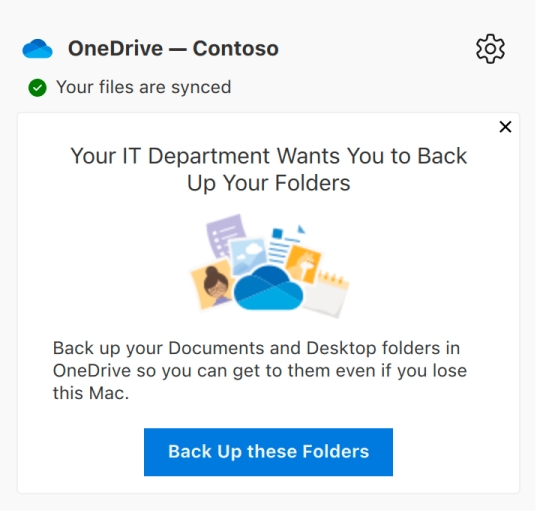 OneDrive — Contoso
Your files are synced
Your IT Department Wants You to Back
Up Your Folders
Back up your Documents and Desktop folders in
OneDrive so you can get to them even if you lose
this Mac.
Back Up these Folders